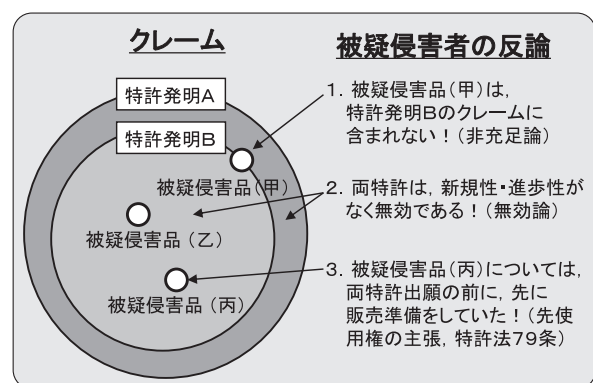 クレーム
被疑侵害者の反論
特許発明A
特許発明B
被疑侵害品(甲)
被疑侵害品(乙)
被疑侵害品(丙)
1. 被疑侵害品(甲)は,
特許発明Bのクレームに
含まれない!(非充足論)
2. 両特許は,新規性・進歩性が
なく無効である!(無効論)
3. 被疑侵害品(丙)については,
両特許出願の前に,先に
販売準備をしていた!(先使
用権の主張,特許法79条)